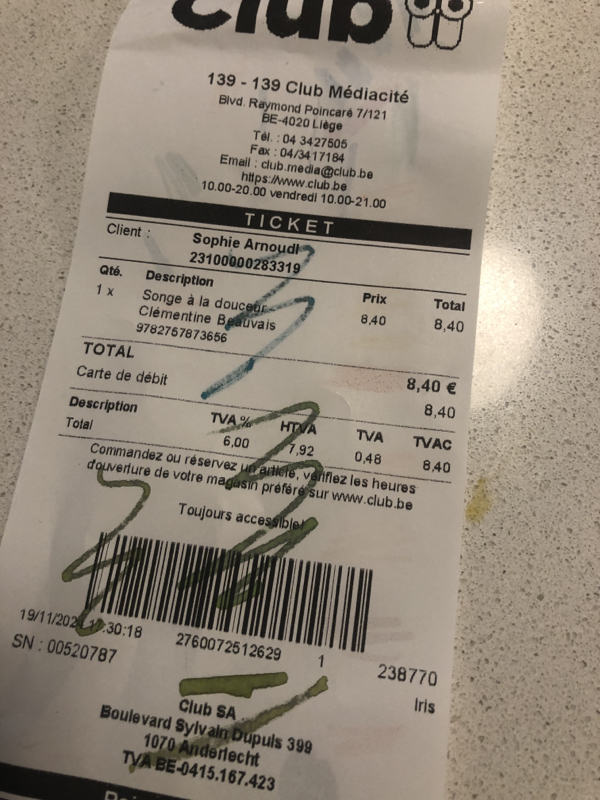 Club
139 - 139 Club Médiacité
Blvd. Raymond Poincaré 7/121
BE-4020 Liège
Tél. : 04 3427505
Fax : 04/3417184
Email : club.media@club.be
https://www.club.be
10.00-20.00 vendredi 10.00-21.00
TICKET
Client : Sophie Arnoudl
23100000283319
Qté. Description Prix Total
1 x Songe à la douceur 8,40 8,40
Clémentine Beauvais
9782757873656
TOTAL 8,40 €
Carte de débit 8,40
Description TVA % HTVA TVA TVAC
Total 6,00 7,92 0,48 8,40
Commandez ou réservez un article, vérifiez les heures
d'ouverture de votre magasin préféré sur www.club.be
Toujours accessible!
30:18 2760072512629 1 238770
SN : 00520787 Iris
Club SA
Boulevard Sylvain Dupuis 399
1070 Anderlecht
TVA BE-0415.167.423